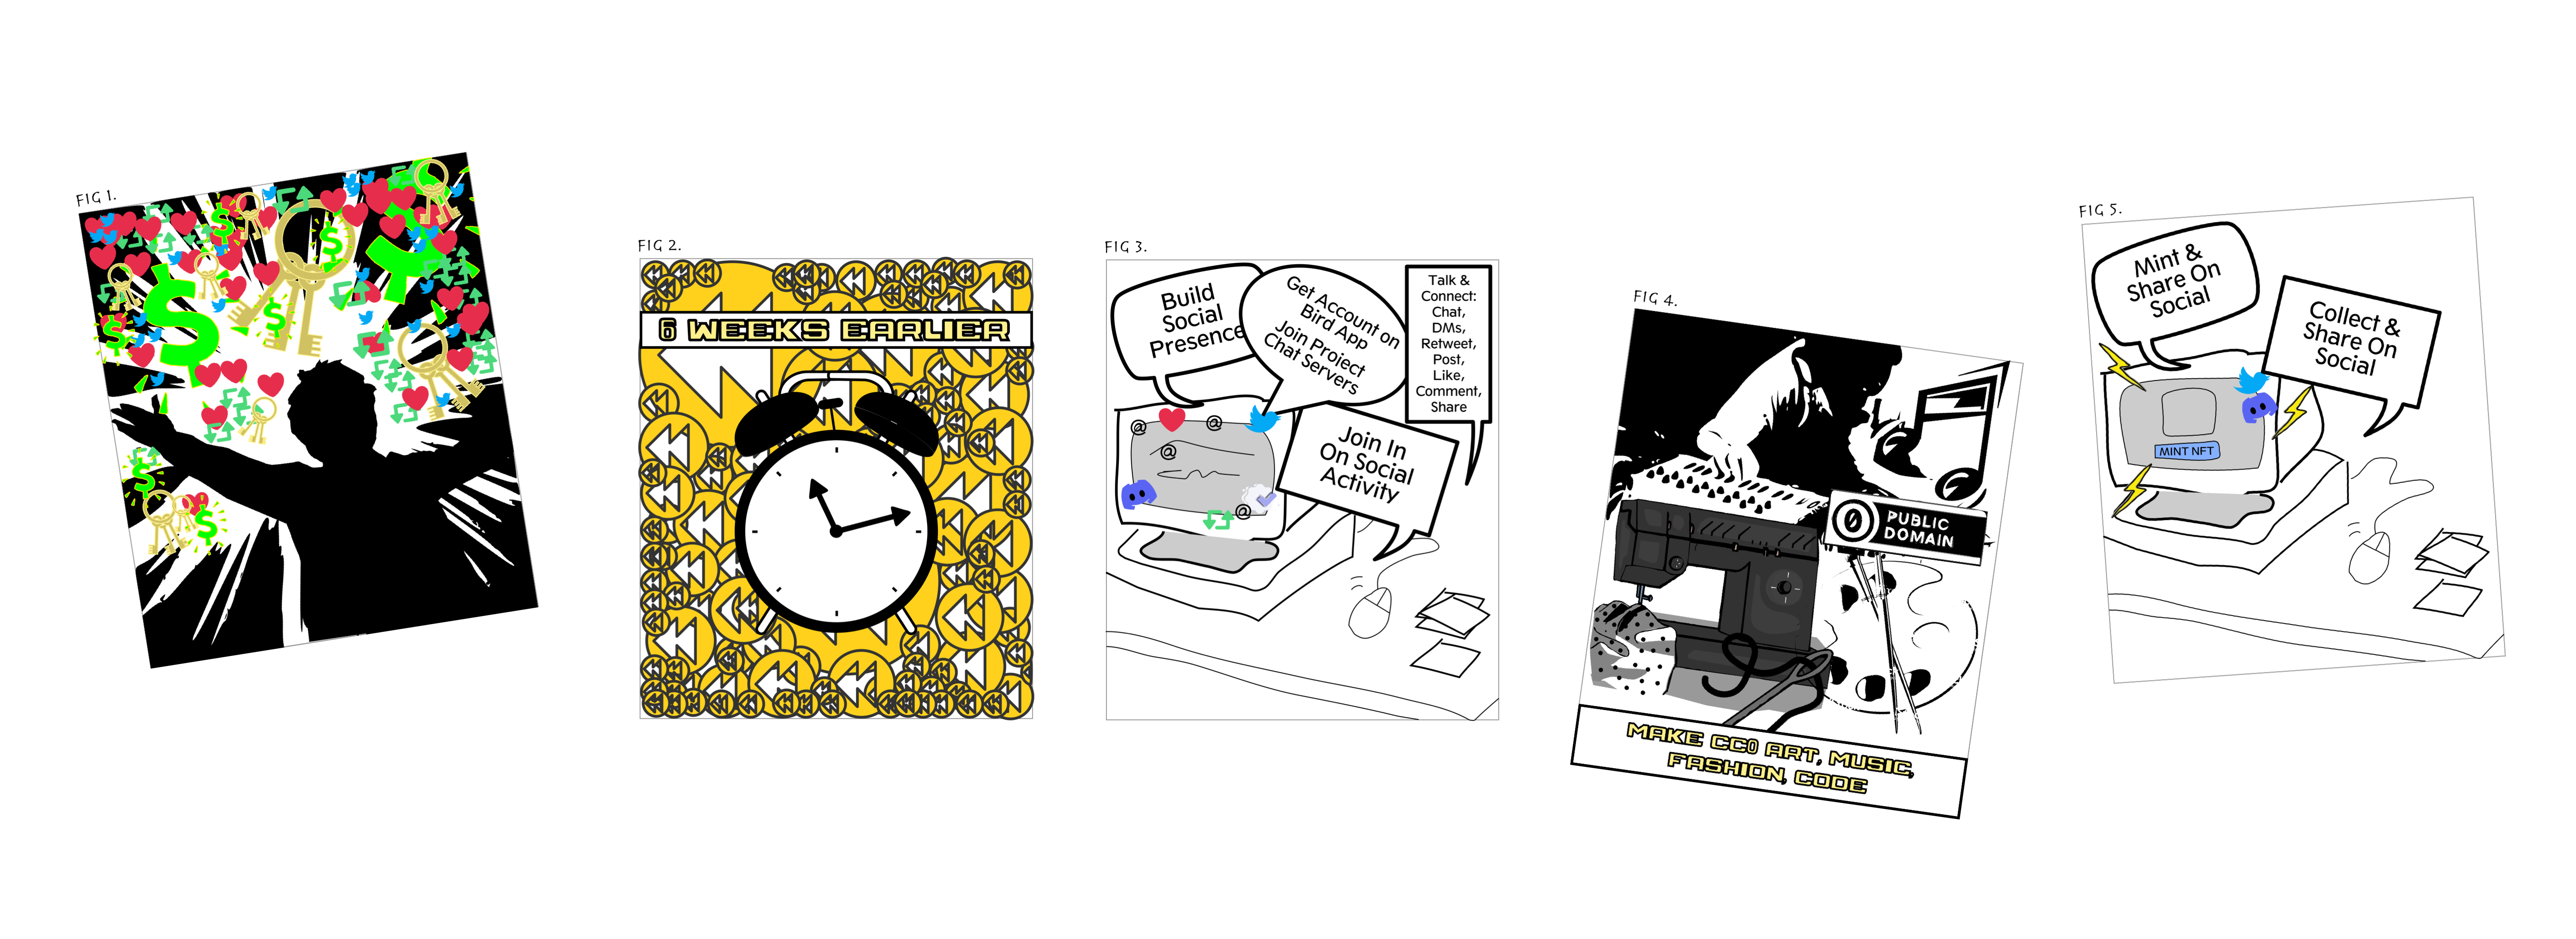 FIG 1.
FIG 2.
6 WEEKS EARLIER
FIG 3.
Build
Social
Presence
Get Account on
Bird App
Join Project
Chat Servers
Talk &
Connect:
Chat,
DMs,
Retweet,
Post,
Like,
Comment,
Share
Join In
On Social
Activity
@
@
@
@
FIG 4.
0 PUBLIC
DOMAIN
MAKE CC0 ART, MUSIC,
FASHION, CODE
FIG 5.
Mint &
Share On
Social
Collect &
Share On
Social
MINT NFT